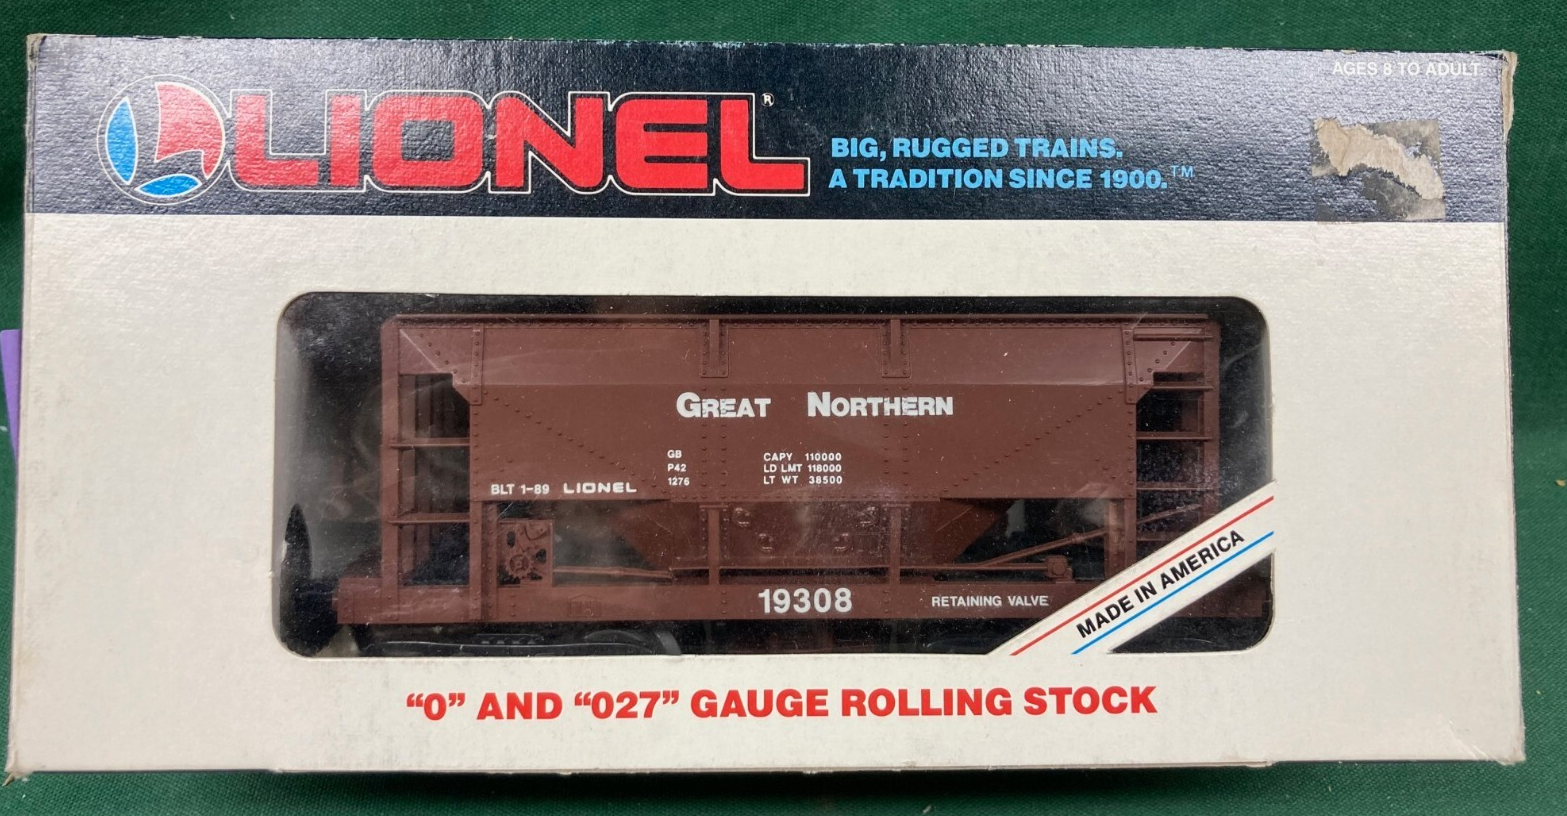 AGES 8 TO ADULT
LIONEL®
BIG, RUGGED TRAINS.
A TRADITION SINCE 1900.™
GREAT NORTHERN
GB
P42
1276
CAPY 110000
LD LMT 118000
LT WT 38500
BLT 1-89 LIONEL
19308
RETAINING VALVE
MADE IN AMERICA
“0” AND “027” GAUGE ROLLING STOCK